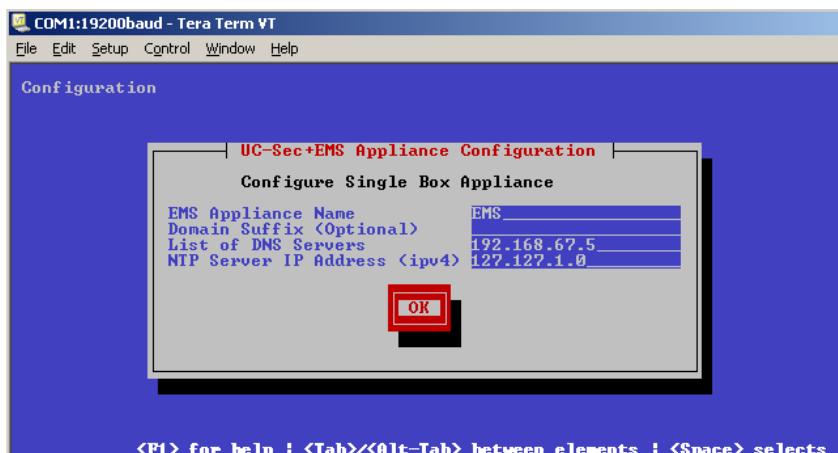 COM1:19200baud - Tera Term VT
File Edit Setup Control Window Help
Configuration
UC-Sec+EMS Appliance Configuration
Configure Single Box Appliance
EMS Appliance Name EMS
Domain Suffix (Optional)
List of DNS Servers 192.168.67.5
NTP Server IP Address (ipv4) 127.127.1.0
OK
<F1> for help | <Tab>/<Alt-Tab> between elements | <Space> selects